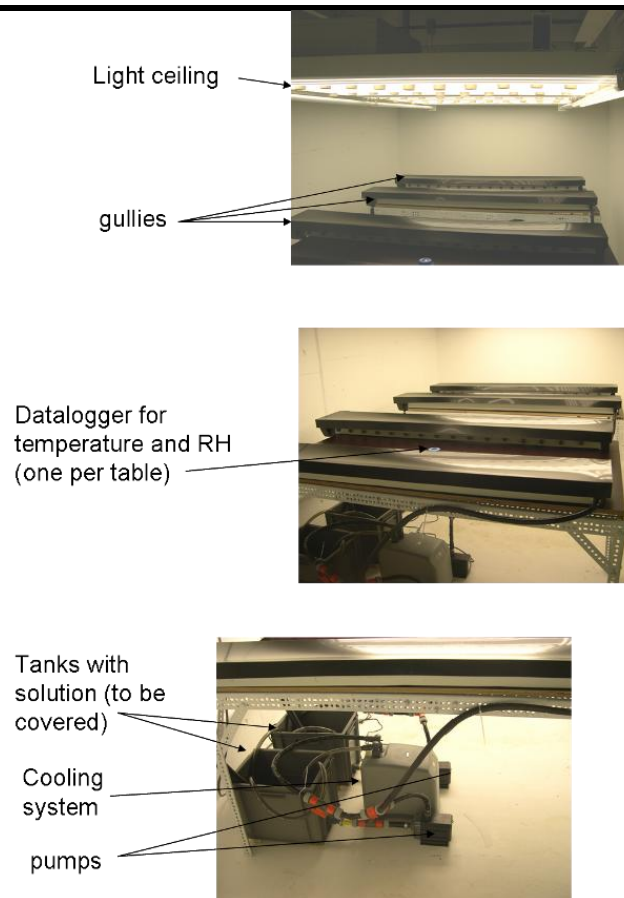 Light ceiling
gullies
Datalogger for
temperature and RH
(one per table)
Tanks with
solution (to be
covered)
Cooling
system
pumps